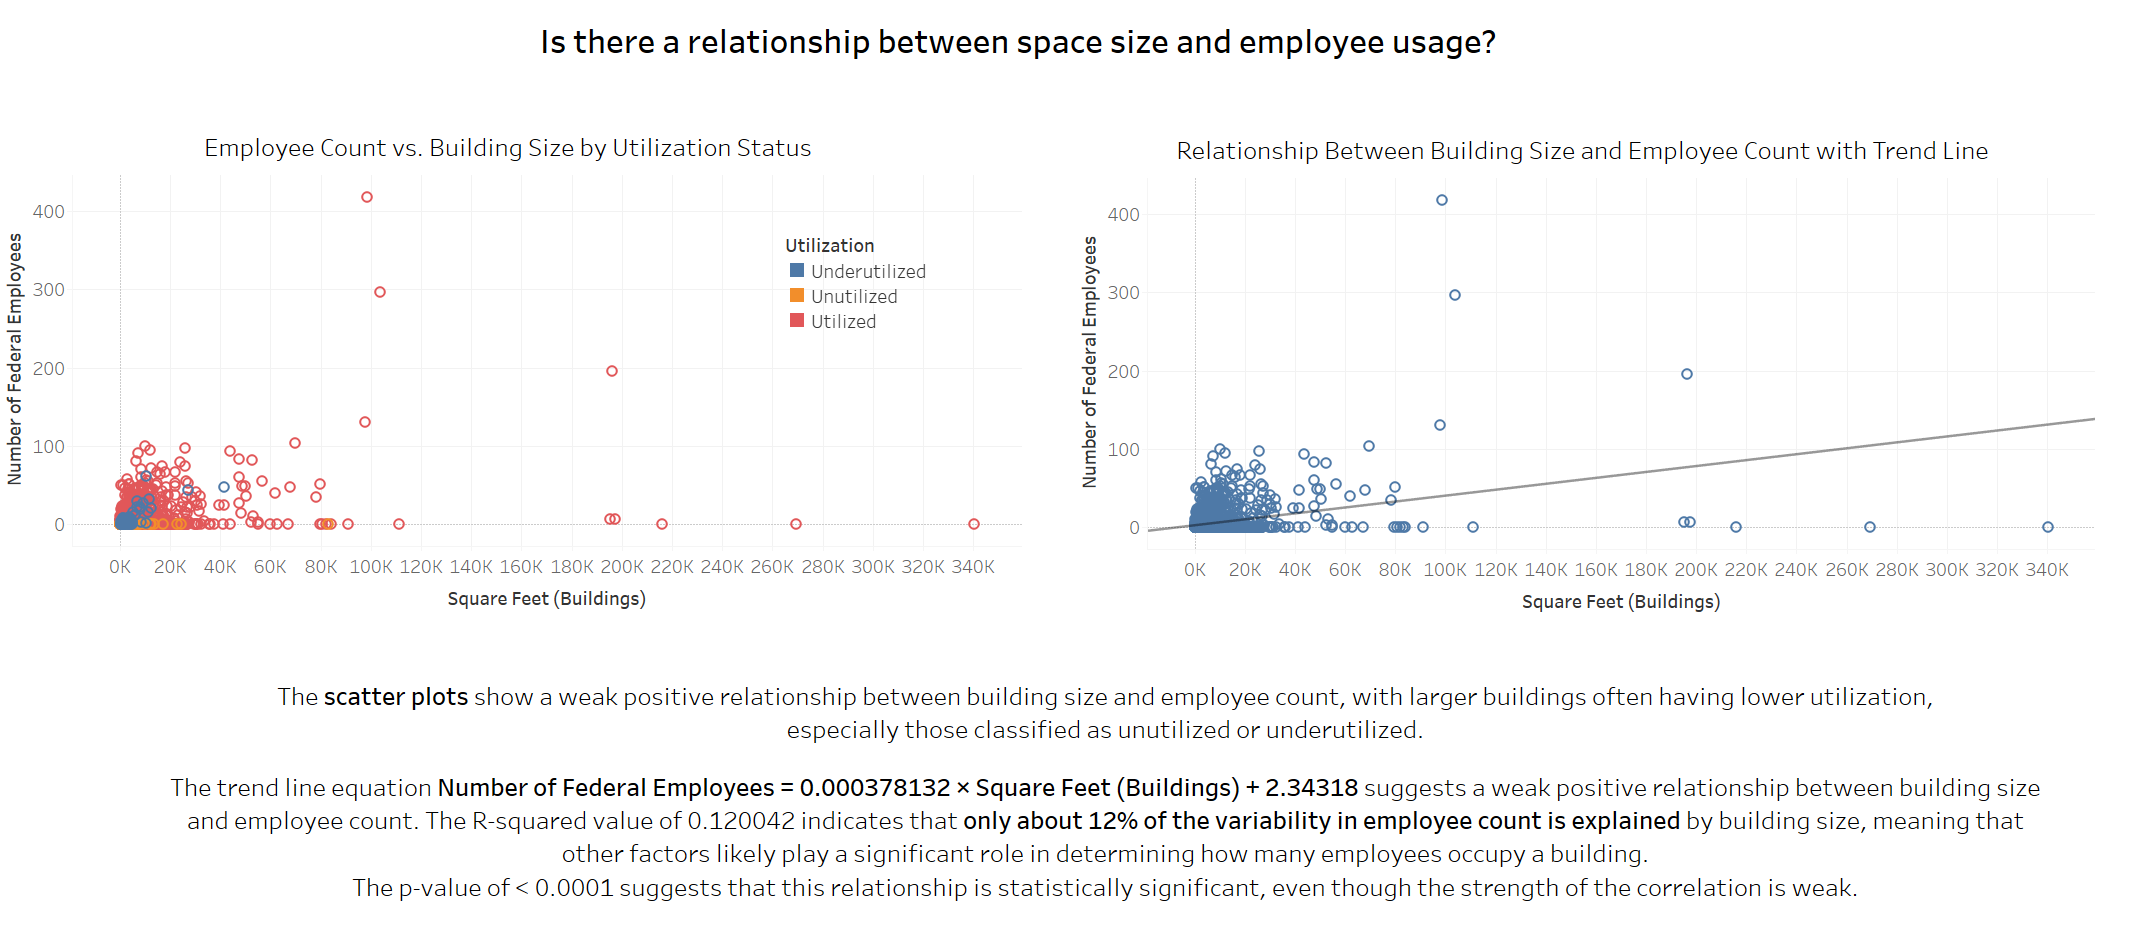 Is there a relationship between space size and employee usage?
Employee Count vs. Building Size by Utilization Status
Number of Federal Employees
400
300
200
100
0
Utilization
Underutilized
Unutilized
Utilized
0K 20K 40K 60K 80K 100K 120K 140K 160K 180K 200K 220K 240K 260K 280K 300K 320K 340K
Square Feet (Buildings)
Relationship Between Building Size and Employee Count with Trend Line
Number of Federal Employees
400
300
200
100
0
0K 20K 40K 60K 80K 100K 120K 140K 160K 180K 200K 220K 240K 260K 280K 300K 320K 340K
Square Feet (Buildings)
The scatter plots show a weak positive relationship between building size and employee count, with larger buildings often having lower utilization,
especially those classified as unutilized or underutilized.
The trend line equation Number of Federal Employees = 0.000378132 × Square Feet (Buildings) + 2.34318 suggests a weak positive relationship between building size
and employee count. The R-squared value of 0.120042 indicates that only about 12% of the variability in employee count is explained by building size, meaning that
other factors likely play a significant role in determining how many employees occupy a building.
The p-value of < 0.0001 suggests that this relationship is statistically significant, even though the strength of the correlation is weak.